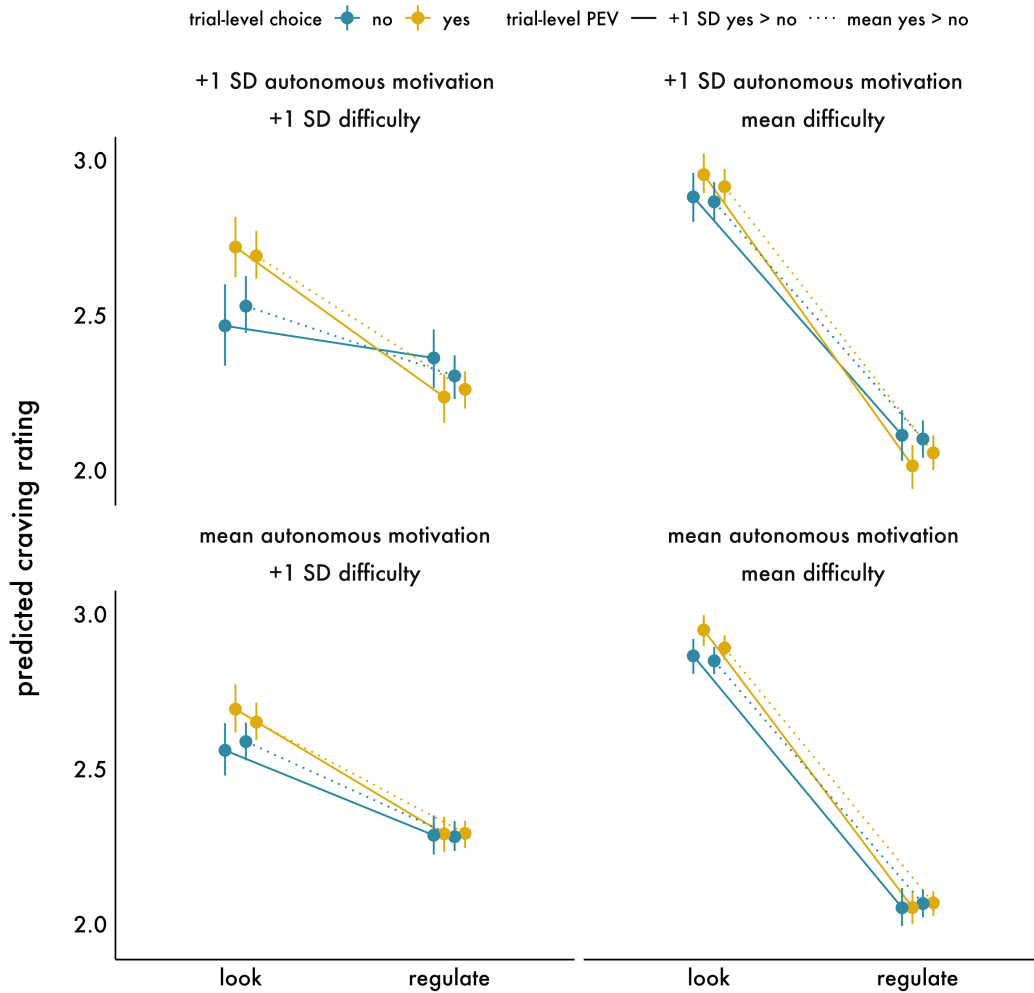 trial-level choice no yes trial-level PEV +1 SD yes > no mean yes > no
+1 SD autonomous motivation
+1 SD difficulty
+1 SD autonomous motivation
mean difficulty
3.0
2.5
2.0
predicted craving rating
mean autonomous motivation
+1 SD difficulty
mean autonomous motivation
mean difficulty
3.0
2.5
2.0
look regulate look regulate